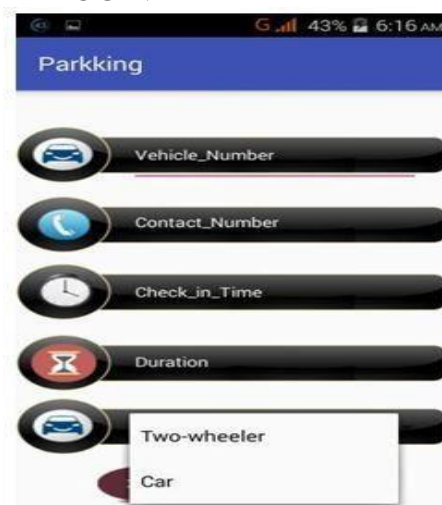 G 43% 6:16 AM
Parkking
Vehicle_Number
Contact_Number
Check_in_Time
Duration
Two-wheeler
Car